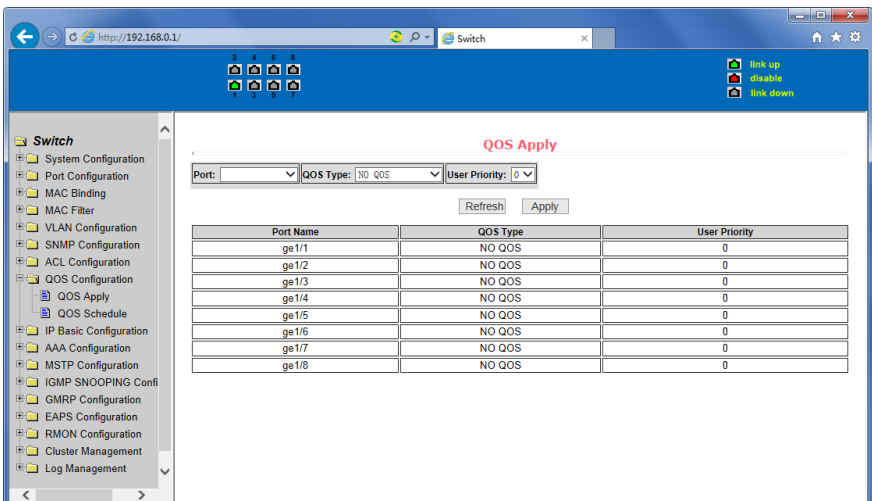 http://192.168.0.1/
Switch
2 4 6 8
1 3 5 7
link up
disable
link down
Switch
System Configuration
Port Configuration
MAC Binding
MAC Filter
VLAN Configuration
SNMP Configuration
ACL Configuration
QOS Configuration
QOS Apply
QOS Schedule
IP Basic Configuration
AAA Configuration
MSTP Configuration
IGMP SNOOPING Confi
GMRP Configuration
EAPS Configuration
RMON Configuration
Cluster Management
Log Management
QOS Apply
Port: QOS Type: NO QOS User Priority: 0
Refresh Apply
Port Name QOS Type User Priority
ge1/1 NO QOS 0
ge1/2 NO QOS 0
ge1/3 NO QOS 0
ge1/4 NO QOS 0
ge1/5 NO QOS 0
ge1/6 NO QOS 0
ge1/7 NO QOS 0
ge1/8 NO QOS 0